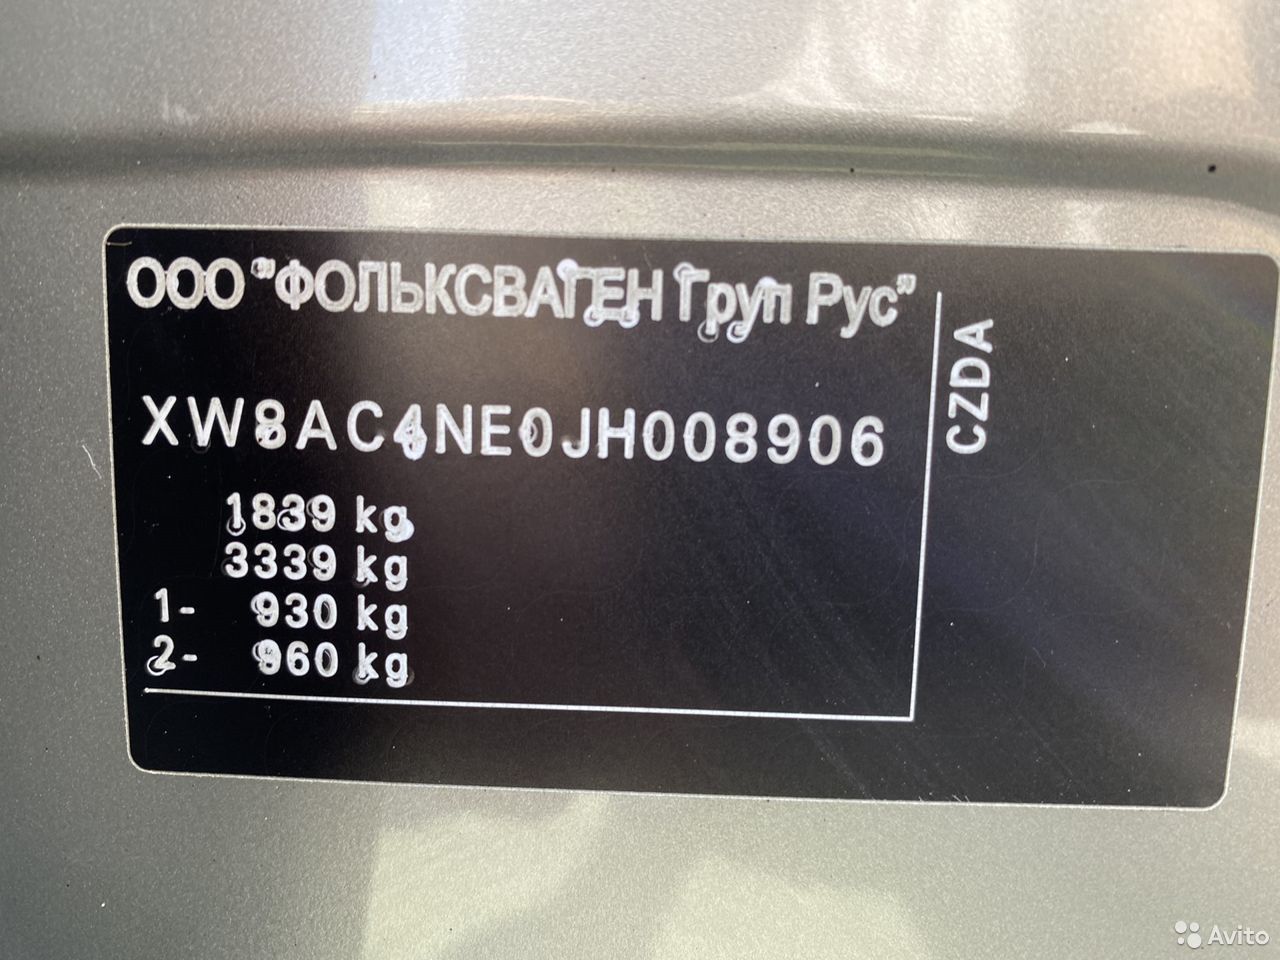 ООО "ФОЛЬКСВАГЕН Груп Рус"
CZDA
XW8AC4NE0JH008906
1839 kg
3339 kg
1- 930 kg
2- 960 kg
Avito